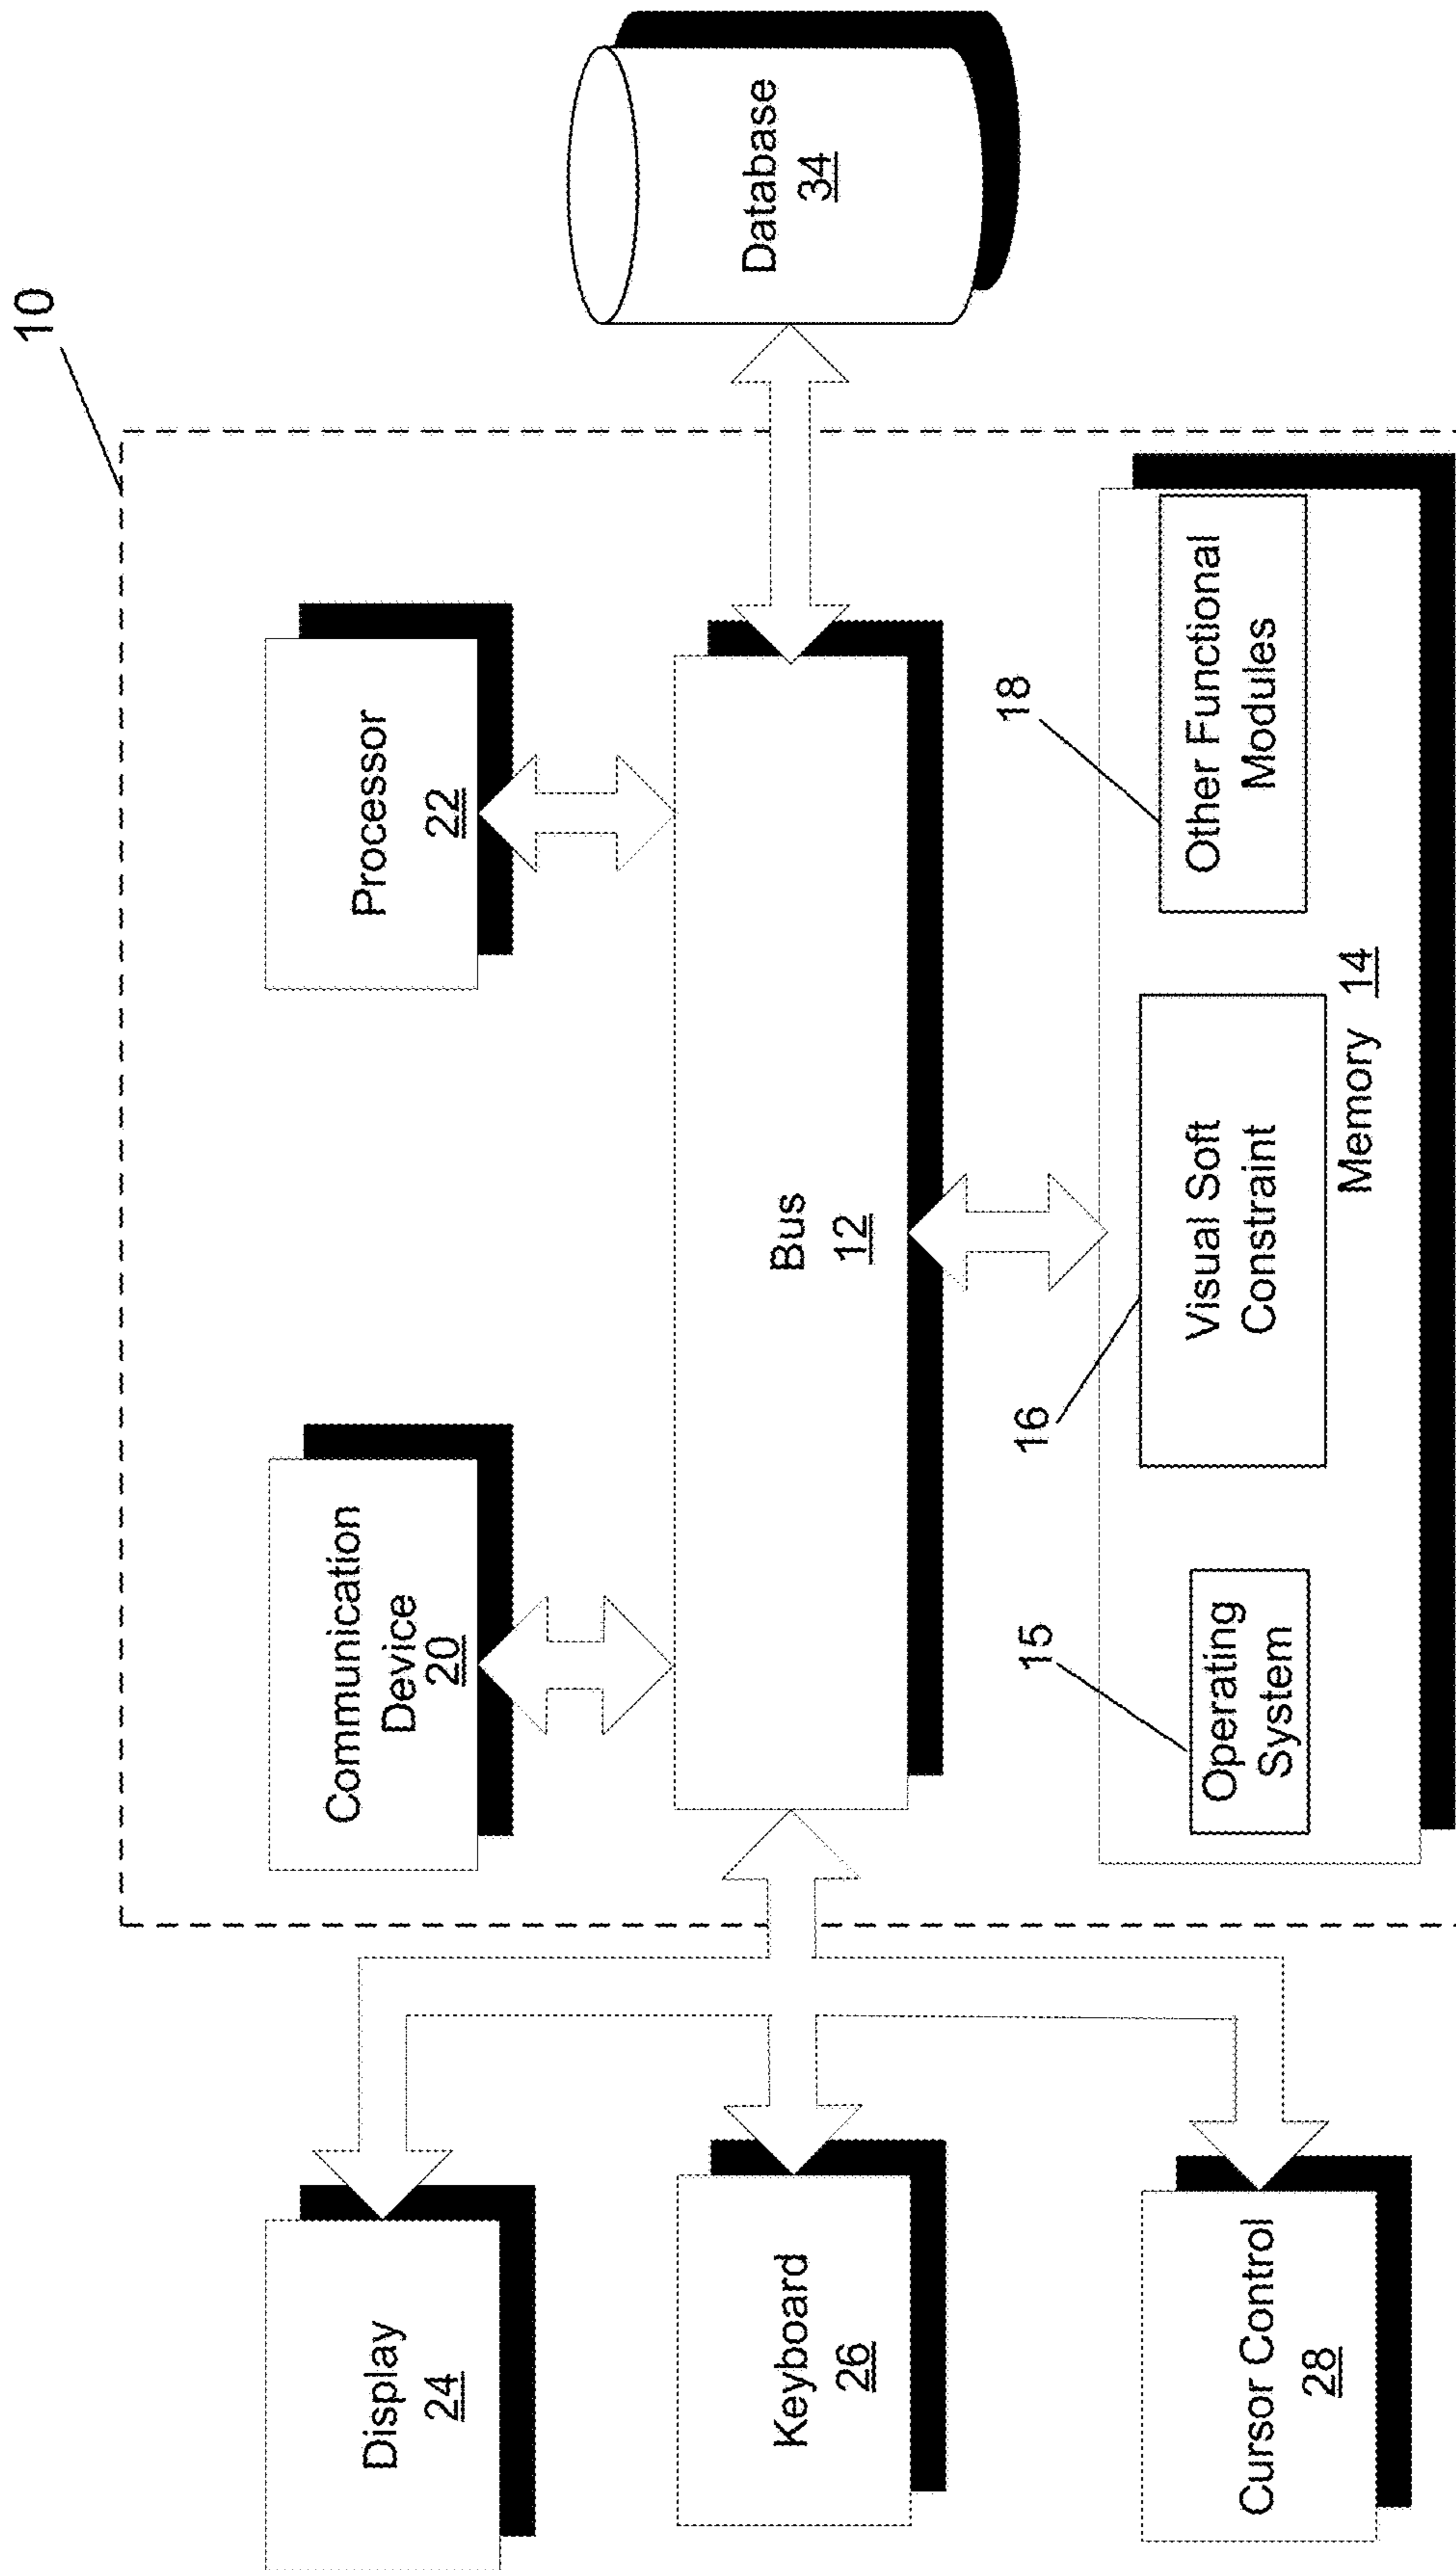 10
Display
24
Communication
Device
20
Processor
22
Keyboard
26
Bus
12
Database
34
15
16
18
Cursor Control
28
Operating
System
Visual Soft
Constraint
Other Functional
Modules
Memory 14